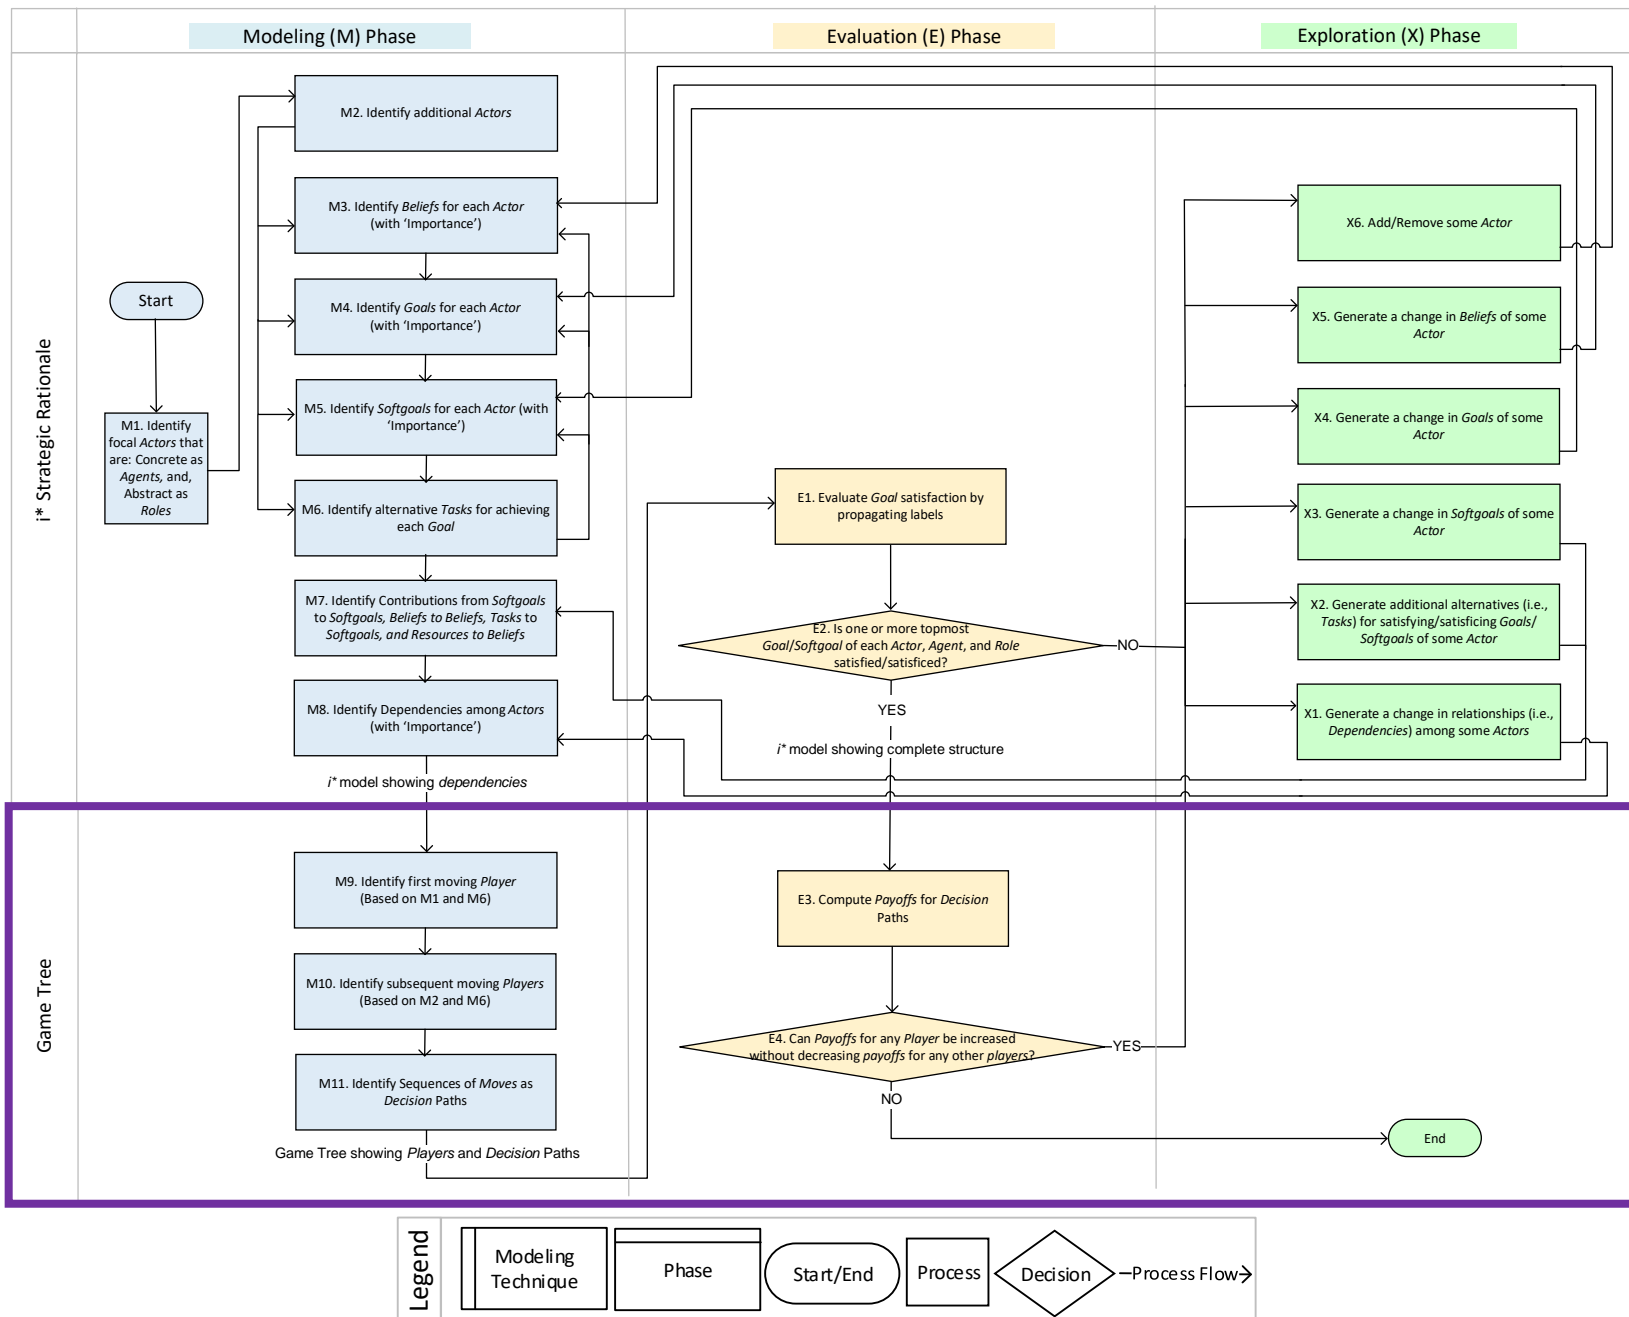 Modeling (M) Phase
Evaluation (E) Phase
Exploration (X) Phase
i* Strategic Rationale
Start
M1. Identify
focal Actors that
are: Concrete as
Agents, and,
Abstract as
Roles
M2. Identify additional Actors
M3. Identify Beliefs for each Actor
(with ‘Importance’)
M4. Identify Goals for each Actor
(with ‘Importance’)
M5. Identify Softgoals for each Actor (with
‘Importance’)
M6. Identify alternative Tasks for achieving
each Goal
M7. Identify Contributions from Softgoals
to Softgoals, Beliefs to Beliefs, Tasks to
Softgoals, and Resources to Beliefs
M8. Identify Dependencies among Actors
(with ‘Importance’)
i* model showing dependencies
E1. Evaluate Goal satisfaction by
propagating labels
E2. Is one or more topmost
Goal/Softgoal of each Actor, Agent, and Role
satisfied/satisficed?
NO
YES
i* model showing complete structure
X6. Add/Remove some Actor
X5. Generate a change in Beliefs of some
Actor
X4. Generate a change in Goals of some
Actor
X3. Generate a change in Softgoals of some
Actor
X2. Generate additional alternatives (i.e.,
Tasks) for satisfying/satisficing Goals/
Softgoals of some Actor
X1. Generate a change in relationships (i.e.,
Dependencies) among some Actors
Game Tree
M9. Identify first moving Player
(Based on M1 and M6)
M10. Identify subsequent moving Players
(Based on M2 and M6)
M11. Identify Sequences of Moves as
Decision Paths
Game Tree showing Players and Decision Paths
E3. Compute Payoffs for Decision
Paths
E4. Can Payoffs for any Player be increased
without decreasing payoffs for any other players?
YES
NO
End
Legend
Modeling
Technique
Phase
Start/End
Process
Decision
Process Flow